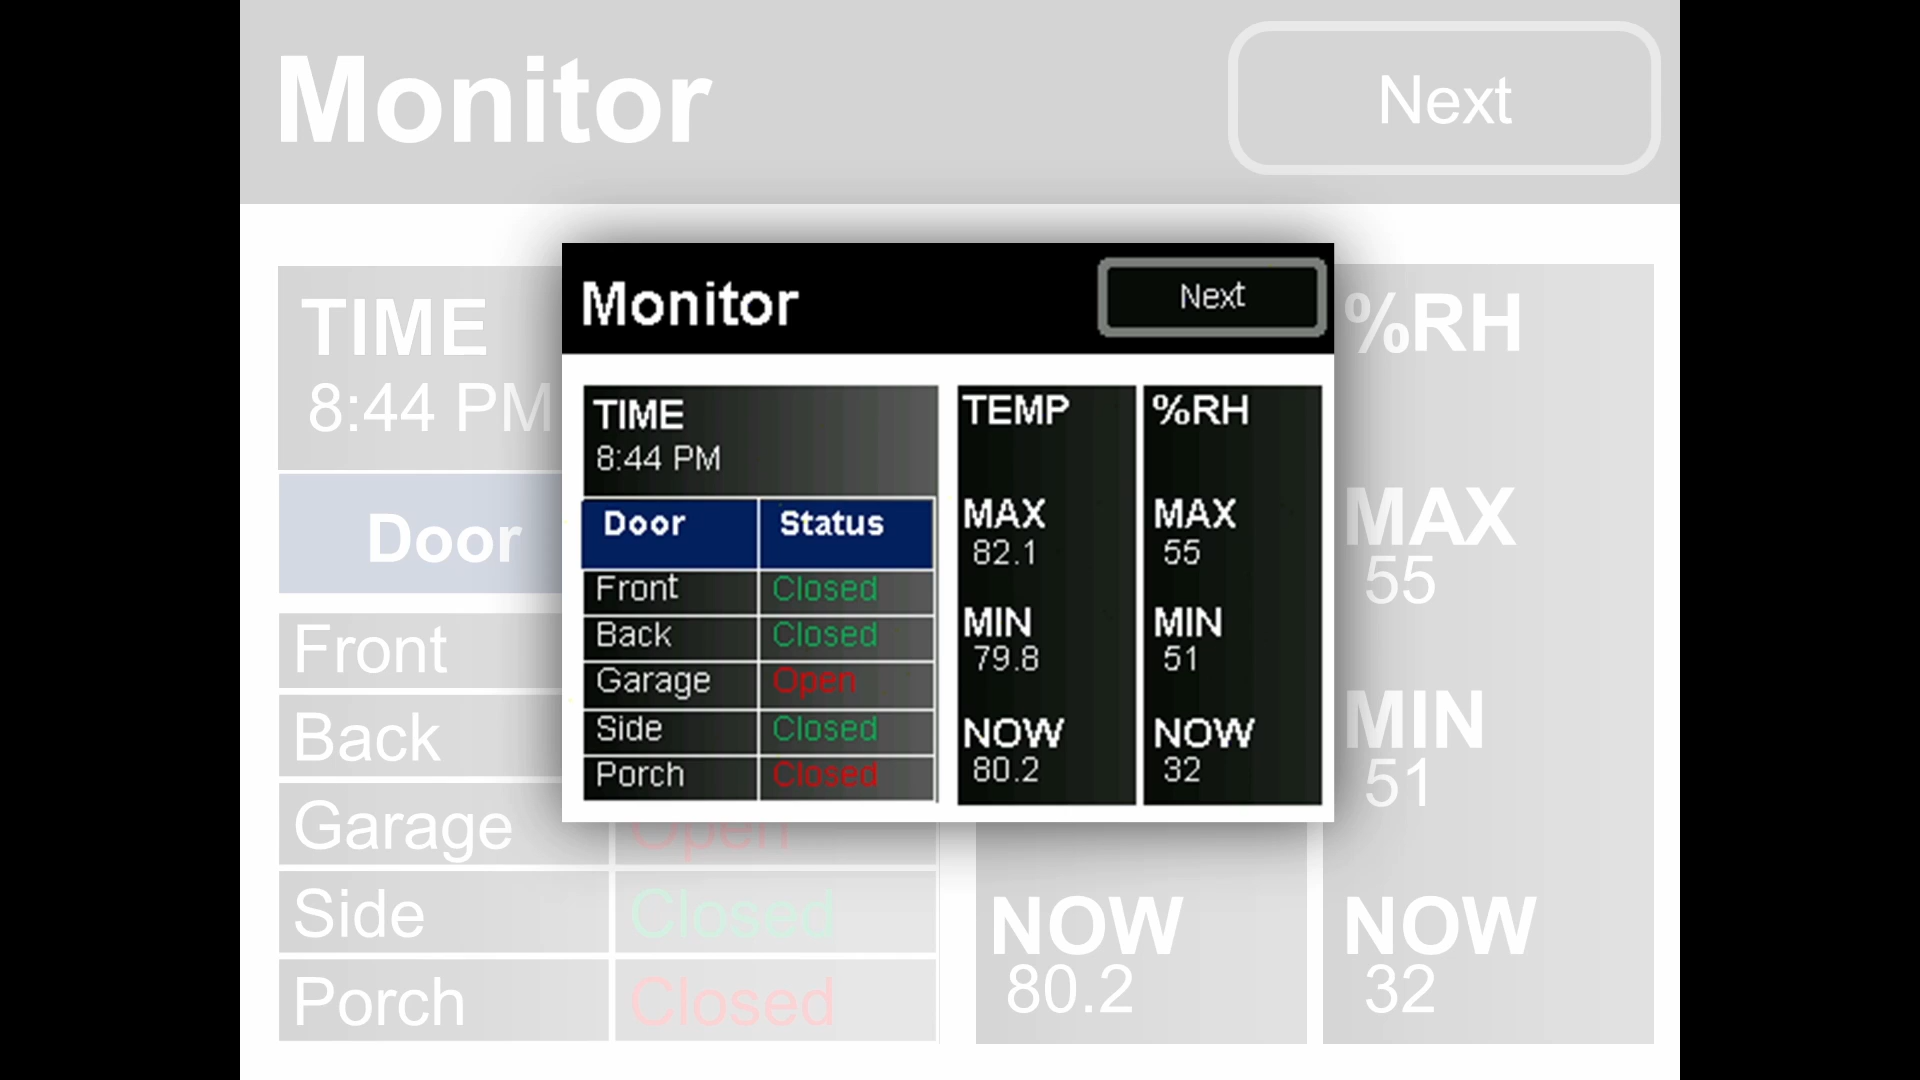 Monitor
Next
TIME
8:44 PM
Door
Front
Back
Garage
Open
Side
Closed
Porch
Closed
NOW
80.2
%RH
MAX
55
MIN
51
NOW
32
Monitor
Next
TIME
8:44 PM
Door Status
Front Closed
Back Closed
Garage Open
Side Closed
Porch Closed
TEMP
MAX
82.1
MIN
79.8
NOW
80.2
%RH
MAX
55
MIN
51
NOW
32